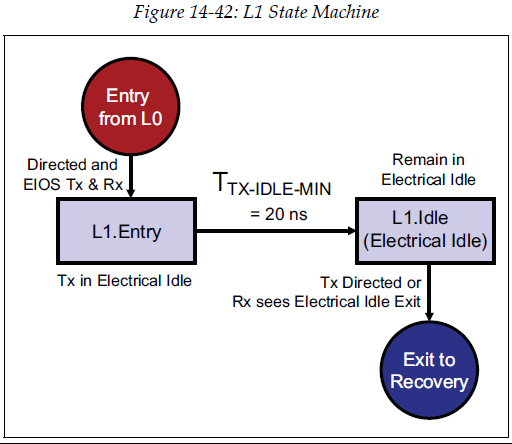 Figure 14-42: L1 State Machine
Entry
from L0
Directed and
EIOS Tx & Rx
L1.Entry
Tx in Electrical Idle
TTX-IDLE-MIN
= 20 ns
Remain in
Electrical Idle
L1.Idle
(Electrical Idle)
Tx Directed or
Rx sees Electrical Idle Exit
Exit to
Recovery